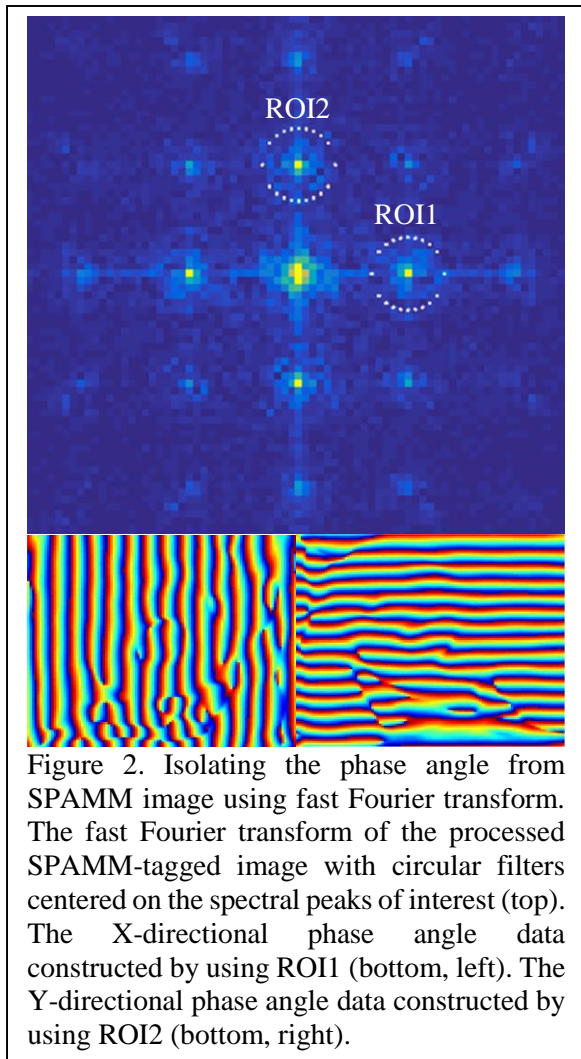 ROI2
ROI1
Figure 2. Isolating the phase angle from
SPAMM image using fast Fourier transform.
The fast Fourier transform of the processed
SPAMM-tagged image with circular filters
centered on the spectral peaks of interest (top).
The X-directional phase angle data
constructed by using ROI1 (bottom, left). The
Y-directional phase angle data constructed by
using ROI2 (bottom, right).